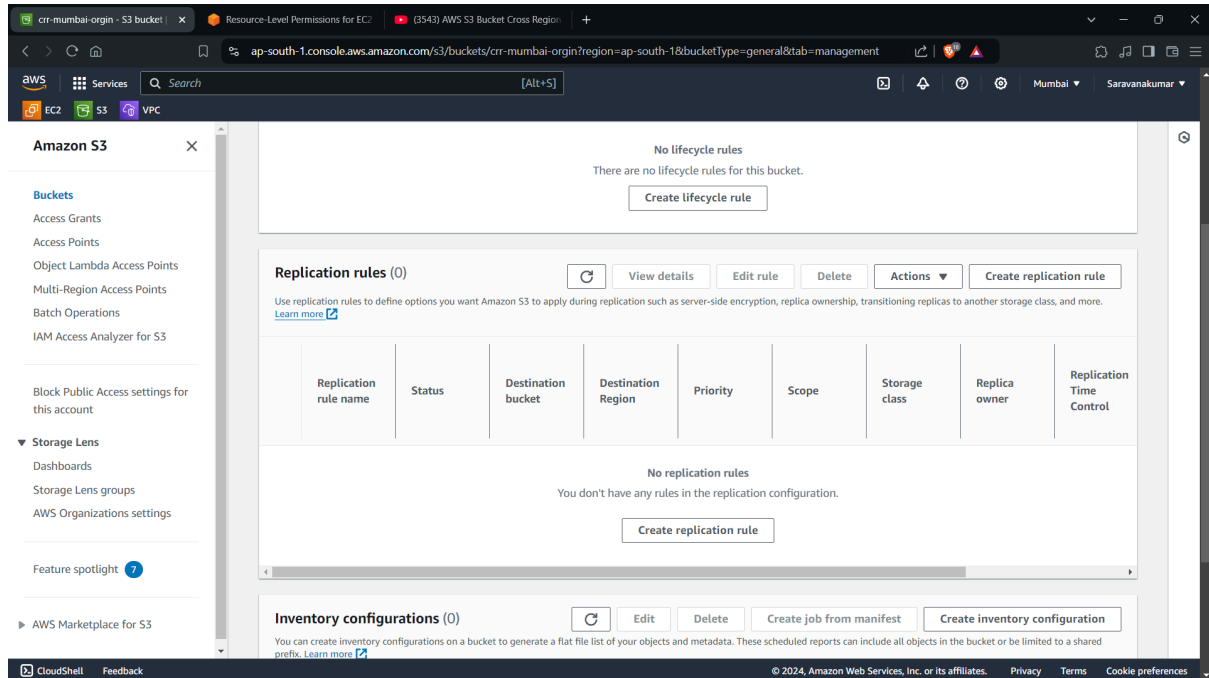 crr-mumbai-orgin - S3 bucket |
Resource-Level Permissions for EC2
(3543) AWS S3 Bucket Cross Region
ap-south-1.console.aws.amazon.com/s3/buckets/crr-mumbai-orgin?region=ap-south-1&bucketType=general&tab=management
aws
Services
Search
[Alt+S]
Mumbai
Saravanakumar
EC2
S3
VPC
Amazon S3
Buckets
Access Grants
Access Points
Object Lambda Access Points
Multi-Region Access Points
Batch Operations
IAM Access Analyzer for S3
Block Public Access settings for
this account
Storage Lens
Dashboards
Storage Lens groups
AWS Organizations settings
Feature spotlight 7
AWS Marketplace for S3
No lifecycle rules
There are no lifecycle rules for this bucket.
Create lifecycle rule
Replication rules (0)
View details
Edit rule
Delete
Actions
Create replication rule
Use replication rules to define options you want Amazon S3 to apply during replication such as server-side encryption, replica ownership, transitioning replicas to another storage class, and more.
Learn more
Replication
rule name
Status
Destination
bucket
Destination
Region
Priority
Scope
Storage
class
Replica
owner
Replication
Time
Control
No replication rules
You don't have any rules in the replication configuration.
Create replication rule
Inventory configurations (0)
Edit
Delete
Create job from manifest
Create inventory configuration
You can create inventory configurations on a bucket to generate a flat file list of your objects and metadata. These scheduled reports can include all objects in the bucket or be limited to a shared
prefix. Learn more
CloudShell
Feedback
© 2024, Amazon Web Services, Inc. or its affiliates.
Privacy
Terms
Cookie preferences